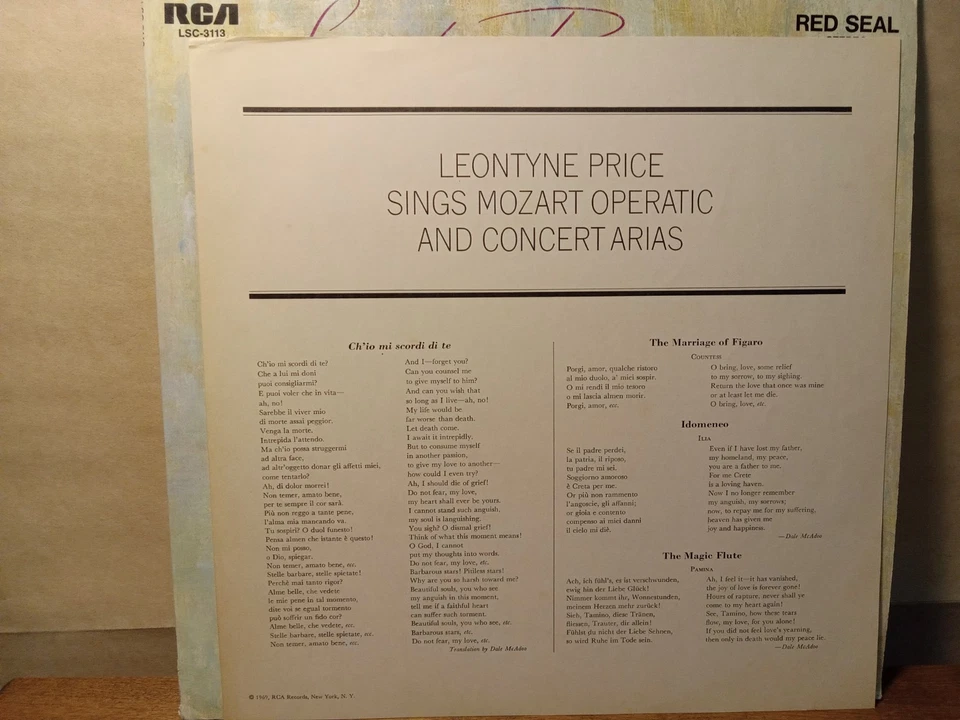 RCA
LSC-3113
RED SEAL
LEONTYNE PRICE
SINGS MOZART OPERATIC
AND CONCERT ARIAS
Ch'io mi scordi di te
Ch'io mi scordi di te?
Che a lui mi doni
puoi consigliarmi?
E puoi voler che in vita—
ah, no!
Sarebbe il viver mio
di morte assai peggior.
Venga la morte.
Intrepida l'attendo.
Ma ch'io possa struggermi
ad altra face,
ad altr'oggetto donar gli affetti miei,
come tentarlo?
Ah, di dolor morrei!
Non temer, amato bene,
per te sempre il cor sarà.
Più non reggo a tante pene,
l'alma mia mancando va.
Tu sospiri? O duol funesto!
Pensa almen che istante è questo!
Non mi posso,
o Dio, spiegar.
Non temer, amato bene, etc.
Stelle barbare, stelle spietate!
Perchè mai tanto rigor?
Alme belle, che vedete
le mie pene in tal momento,
dite voi se egual tormento
può soffrir un fido cor?
Alme belle, che vedete, etc.
Stelle barbare, stelle spietate, etc.
Non temer, amato bene, etc.
And I—forget you?
Can you counsel me
to give myself to him?
And can you wish that
so long as I live—ah, no!
My life would be
far worse than death.
Let death come.
I await it intrepidly.
But to consume myself
in another passion,
to give my love to another—
how could I even try?
Ah, I should die of grief!
Do not fear, my love,
my heart shall ever be yours.
I cannot stand such anguish,
my soul is languishing.
You sigh? O dismal grief!
Think of what this moment means!
O God, I cannot
put my thoughts into words.
Do not fear, my love, etc.
Barbarous stars! Pitiless stars!
Why are you so harsh toward me?
Beautiful souls, you who see
my anguish in this moment,
tell me if a faithful heart
can suffer such torment.
Beautiful souls, you who see, etc.
Barbarous stars, etc.
Do not fear, my love, etc.
Translation by Dale McAdoo
The Marriage of Figaro
COUNTESS
Porgi, amor, qualche ristoro
al mio duolo, a' miei sospir.
O mi rendi il mio tesoro
o mi lascia almen morir.
Porgi, amor, etc.
O bring, love, some relief
to my sorrow, to my sighing.
Return the love that once was mine
or at least let me die.
O bring, love, etc.
Idomeneo
ILIA
Se il padre perdei,
la patria, il riposo,
tu padre mi sei.
Soggiorno amoroso
è Creta per me.
Or più non rammento
l'angoscie, gli affanni;
or gioia e contento
compenso ai miei danni
il cielo mi diè.
Even if I have lost my father,
my homeland, my peace,
you are a father to me.
For me Crete
is a loving haven.
Now I no longer remember
my anguish, my sorrows;
now, to repay me for my suffering,
heaven has given me
joy and happiness.
—Dale McAdoo
The Magic Flute
PAMINA
Ach, ich fühl's, es ist verschwunden,
ewig hin der Liebe Glück!
Nimmer kommt ihr, Wonnestunden,
meinem Herzen mehr zurück!
Sieh, Tamino, diese Tränen,
fliessen, Trauter, dir allein!
Fühlst du nicht der Liebe Sehnen,
so wird Ruhe im Tode sein.
Ah, I feel it—it has vanished,
the joy of love is forever gone!
Hours of rapture, never shall ye
come to my heart again!
See, Tamino, how these tears
flow, my love, for you alone!
If you did not feel love's yearning,
then only in death would my peace lie.
—Dale McAdoo
© 1969, RCA Records, New York, N. Y.